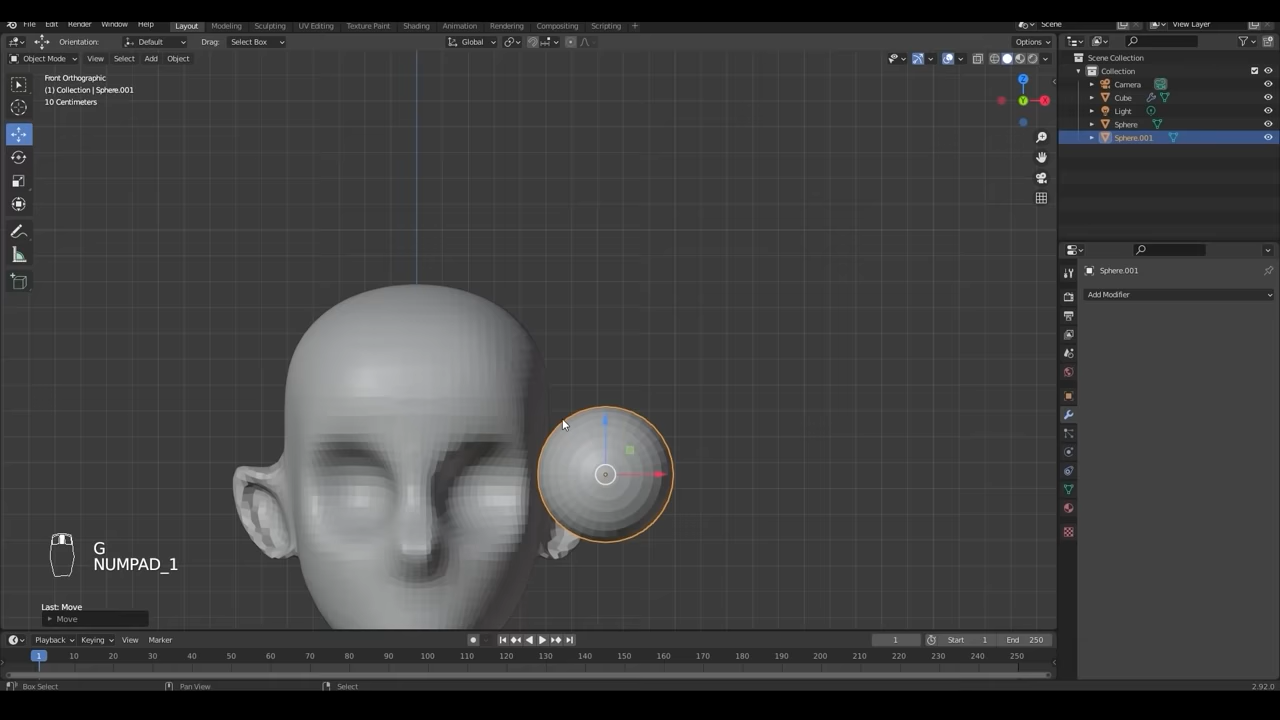 File Edit Render Window Help Layout Modeling Sculpting UV Editing Texture Paint Shading Animation Rendering Compositing Scripting + Scene View Layer
Orientation: Default Drag: Select Box Global Options
Object Mode View Select Add Object
Front Orthographic
(1) Collection | Sphere.001
10 Centimeters
Z
Y
X
Scene Collection
Collection
Camera
Cube
Light
Sphere
Sphere.001
Sphere.001
Add Modifier
G
NUMPAD_1
Last: Move
Move
Playback Keying View Marker 1 Start 1 End 250
1 10 20 30 40 50 60 70 80 90 100 110 120 130 140 150 160 170 180 190 200 210 220 230 240 250
Box Select Pan View Select 2.92.0